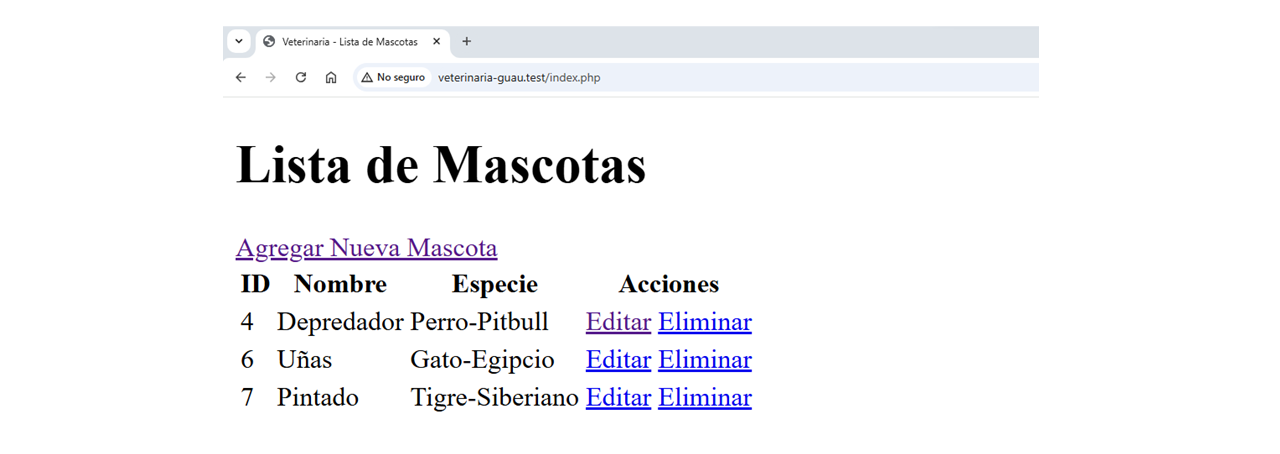 Veterinaria - Lista de Mascotas
No seguro veterinaria-guau.test/index.php
Lista de Mascotas
Agregar Nueva Mascota
ID Nombre Especie Acciones
4 Depredador Perro-Pitbull Editar Eliminar
6 Uñas Gato-Egipcio Editar Eliminar
7 Pintado Tigre-Siberiano Editar Eliminar